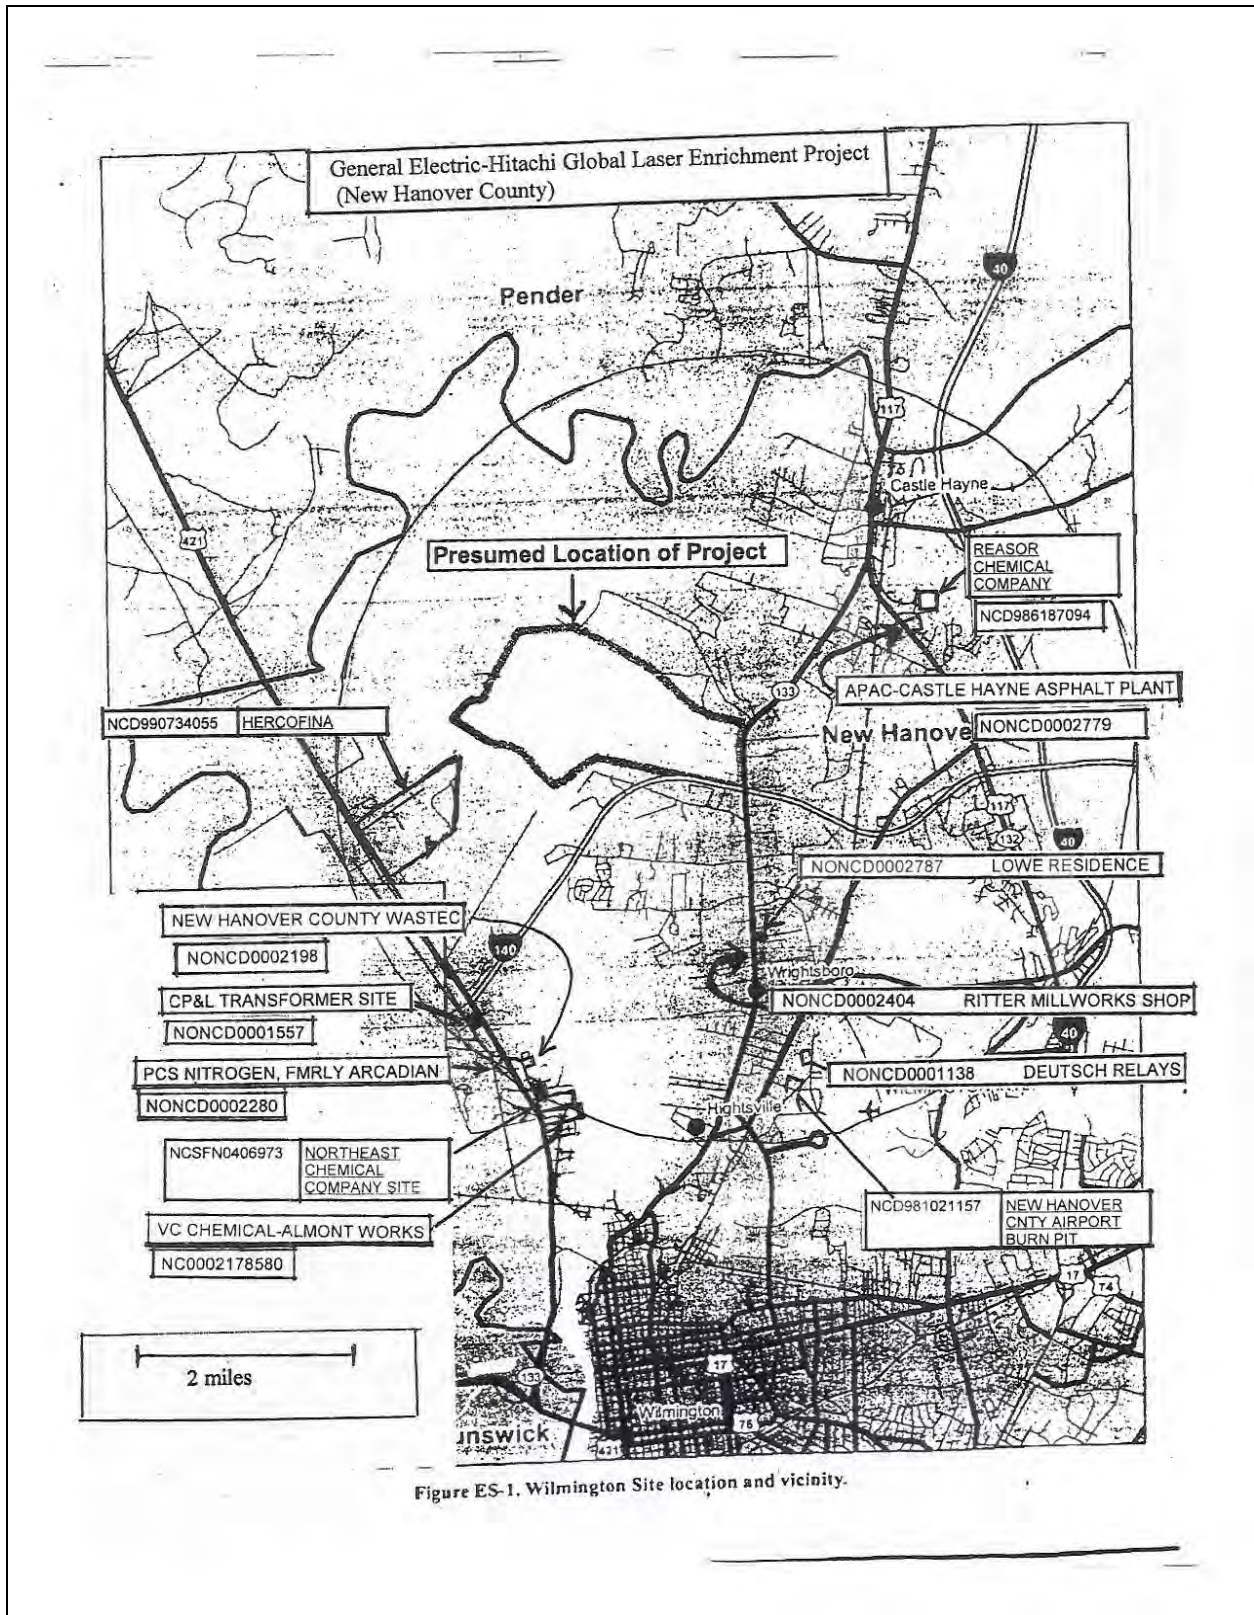 General Electric-Hitachi Global Laser Enrichment Project
(New Hanover County)
40
Pender
117
Castle Hayne
421
Presumed Location of Project
REASOR
CHEMICAL
COMPANY
NCD986187094
133
APAC-CASTLE HAYNE ASPHALT PLANT
NCD990734055 HERCOFINA
New Hanove
NONCD0002779
117
132
40
NONCD0002787 LOWE RESIDENCE
NEW HANOVER COUNTY WASTEC
140
NONCD0002198
Wrightsboro
CP&L TRANSFORMER SITE
NONCD0002404 RITTER MILLWORKS SHOP
NONCD0001557
40
PCS NITROGEN, FMRLY ARCADIAN
NONCD0001138 DEUTSCH RELAYS
NONCD0002280
Hightsville
NCSFN0406973
NORTHEAST
CHEMICAL
COMPANY SITE
NCD981021157
NEW HANOVER
CNTY AIRPORT
BURN PIT
VC CHEMICAL-ALMONT WORKS
NC0002178580
17
74
2 miles
17
133
Wilmington
76
unswick
421
Figure ES-1. Wilmington Site location and vicinity.